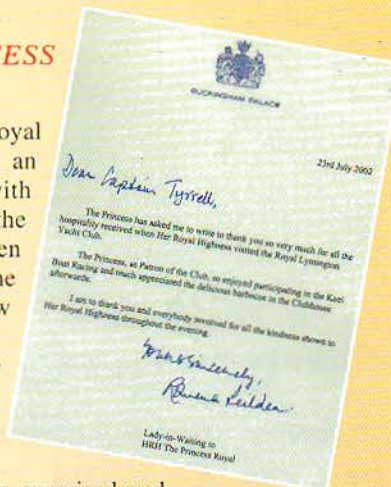 ESS
oyal
an
ith
the
en
ne
w
BUCKINGHAM PALACE
23rd July 2002
Dear Captain Tyrrell,
The Princess has asked me to write to thank you so very much for all the
hospitality received when Her Royal Highness visited the Royal Lymington
Yacht Club.
The Princess, as Patron of the Club, so enjoyed participating in the Keel
Boat Racing and much appreciated the delicious barbecue in the Clubhouse
afterwards.
I am to thank you and everybody involved for all the kindness shown to
Her Royal Highness throughout the evening.
Yours sincerely,
Lady-in-Waiting to
HRH The Princess Royal